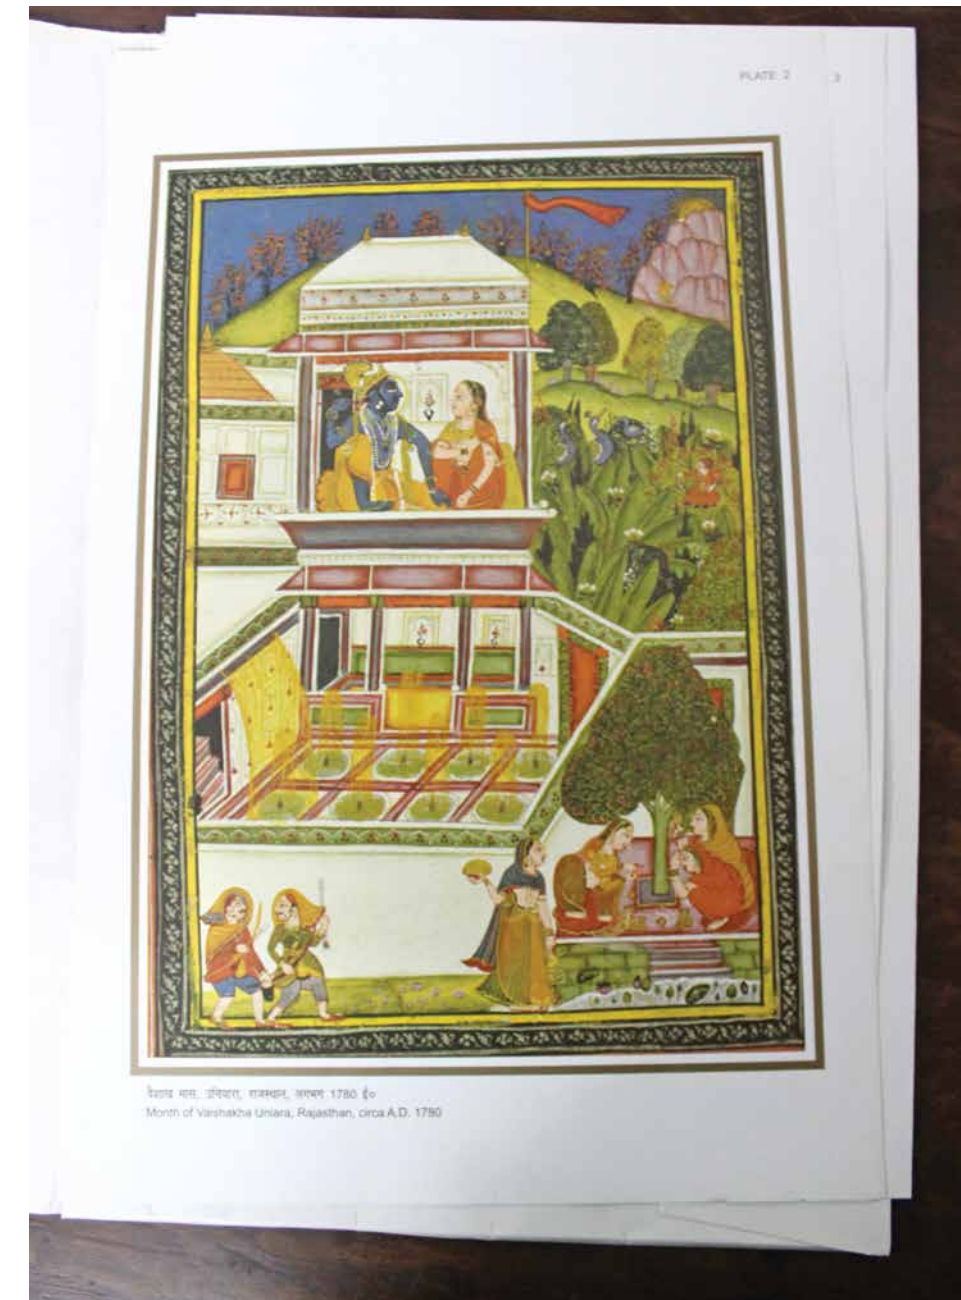 PLATE 2 3
वैशाख मास, उनियारा, राजस्थान, लगभग 1780 ई०
Month of Vaishakha Uniara, Rajasthan, circa A.D. 1780